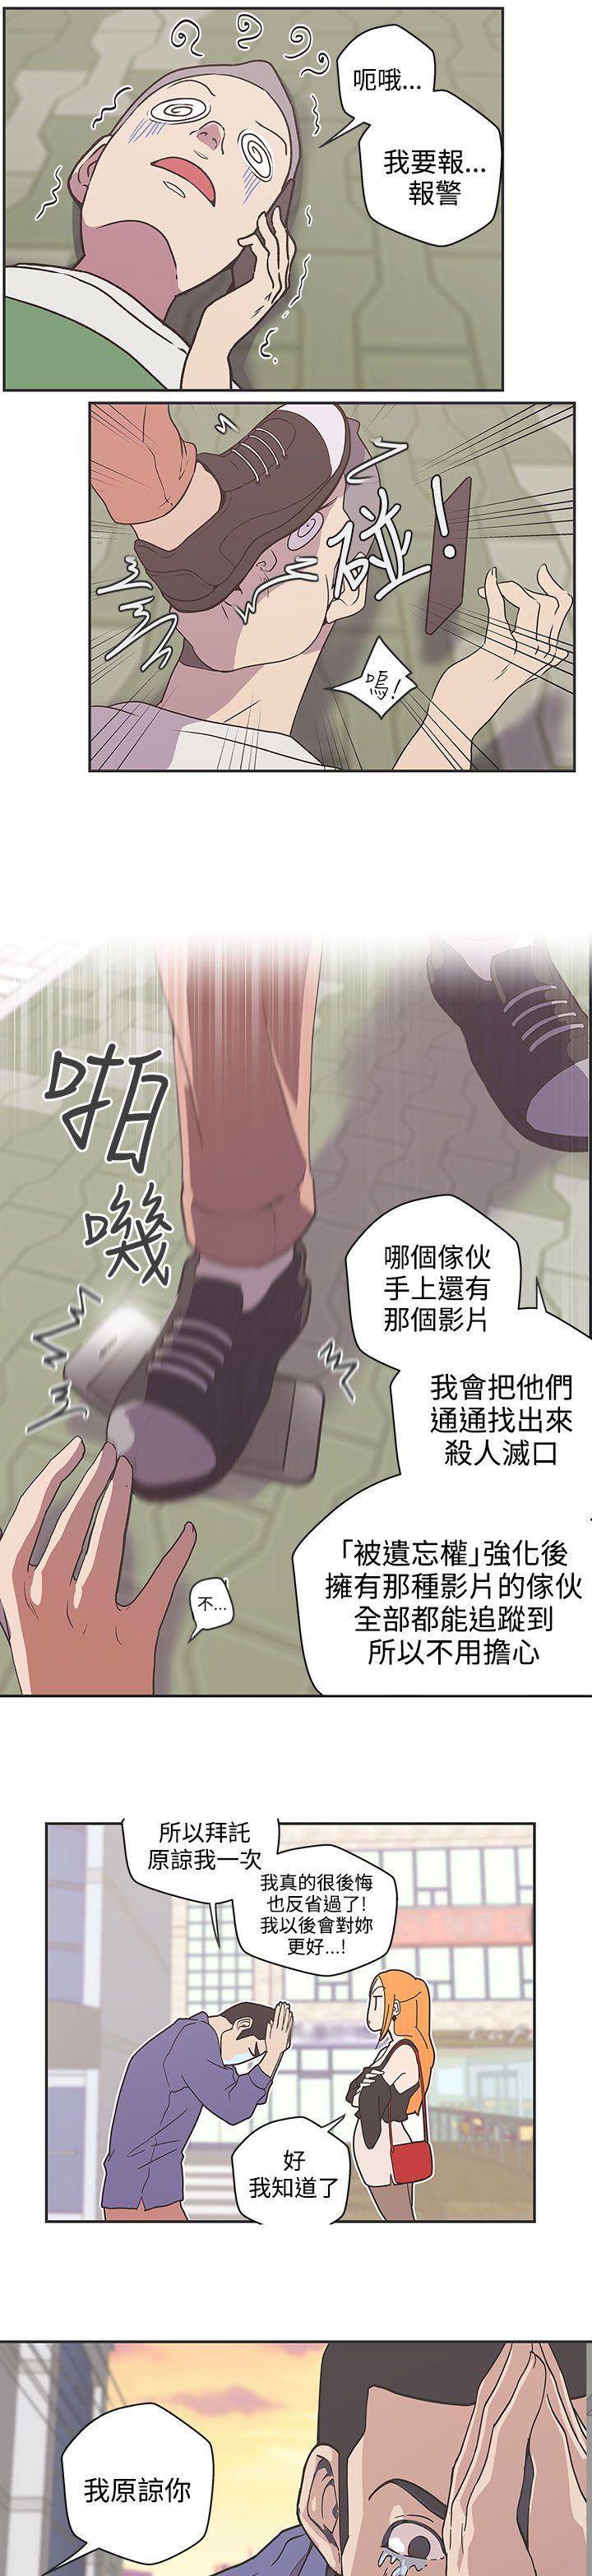 呃哦…
我要報…
報警
碰!
嗚!
啪
嘰
哪個傢伙
手上還有
那個影片
我會把他們
通通找出來
殺人滅口
「被遺忘權」強化後
擁有那種影片的傢伙
全部都能追蹤到
所以不用擔心
不…
所以拜託
原諒我一次
我真的很後悔
也反省過了!
我以後會對妳
更好…!
好
我知道了
我原諒你